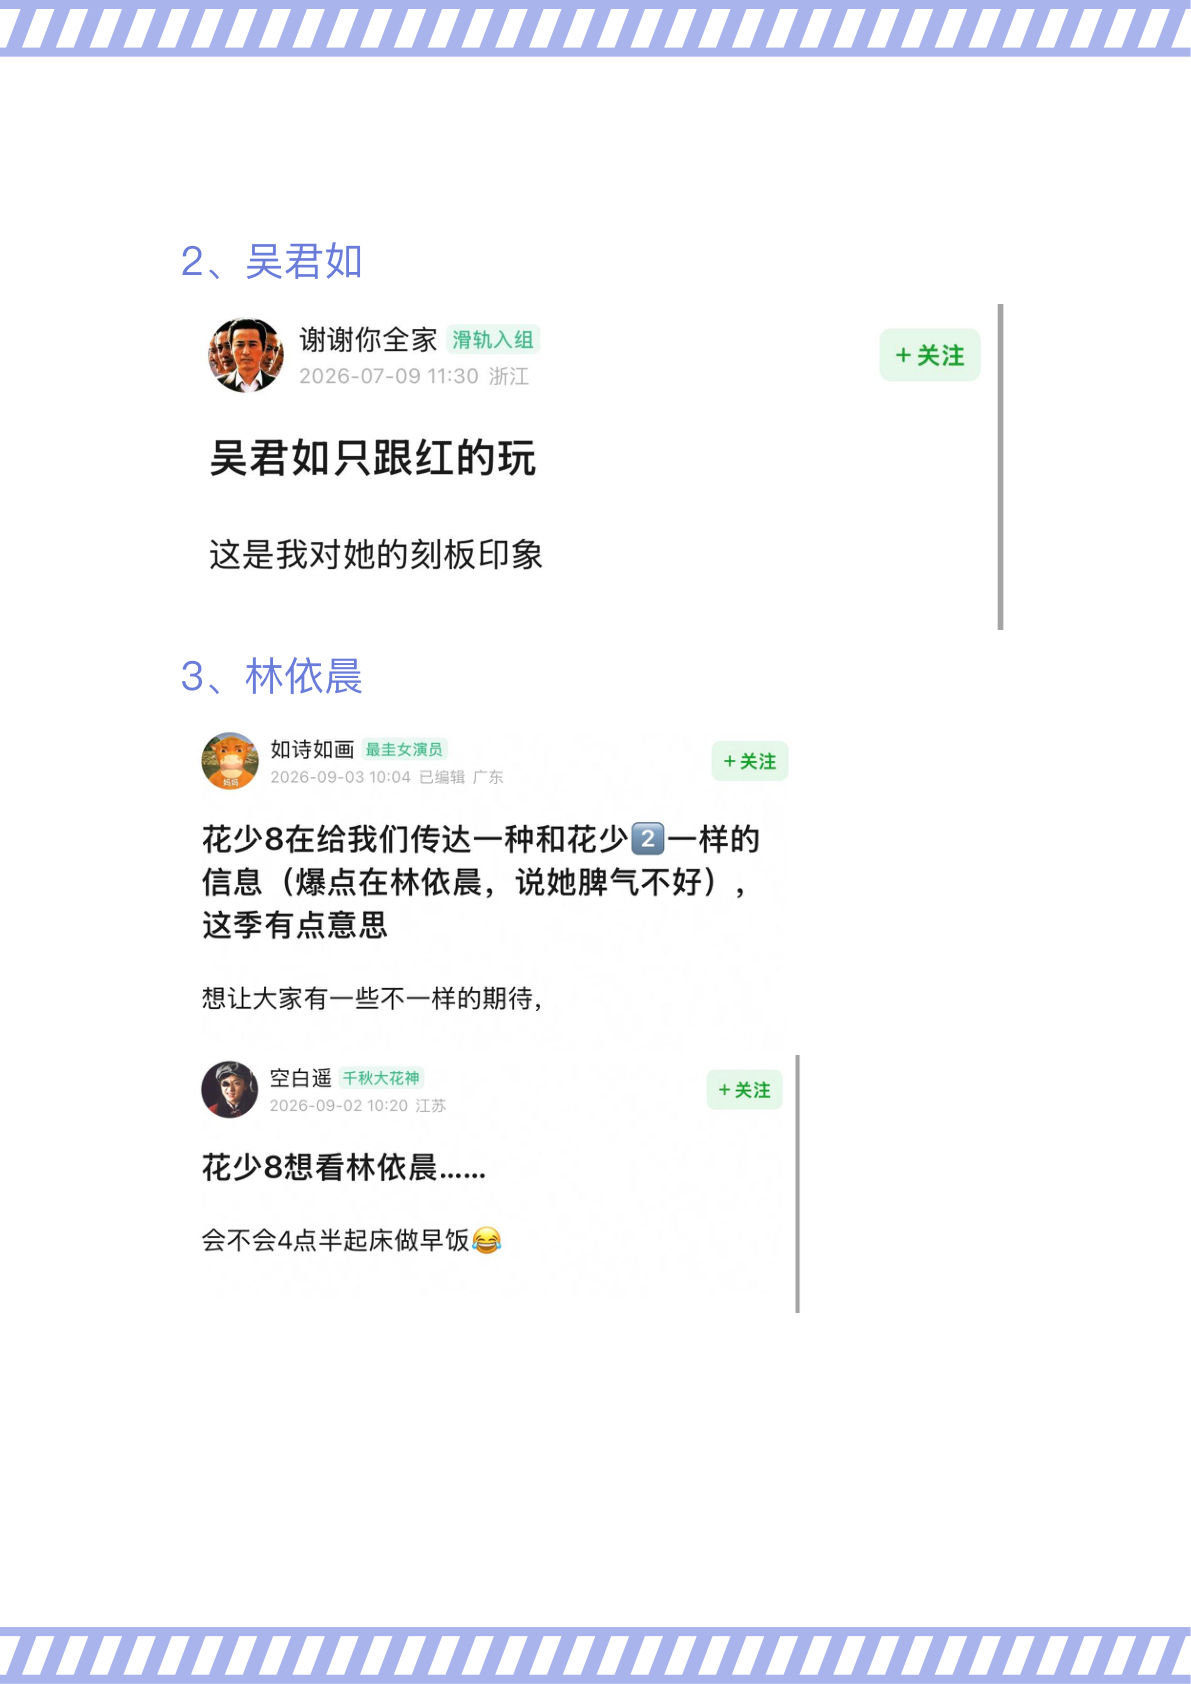 2、吴君如
谢谢你全家 滑轨入组
2026-07-09 11:30 浙江
+关注
吴君如只跟红的玩
这是我对她的刻板印象
3、林依晨
妈妈
如诗如画 最圭女演员
2026-09-03 10:04 已编辑 广东
+关注
花少8在给我们传达一种和花少2️⃣一样的
信息（爆点在林依晨，说她脾气不好），
这季有点意思
想让大家有一些不一样的期待，
空白遥 千秋大花神
2026-09-02 10:20 江苏
+关注
花少8想看林依晨……
会不会4点半起床做早饭😂